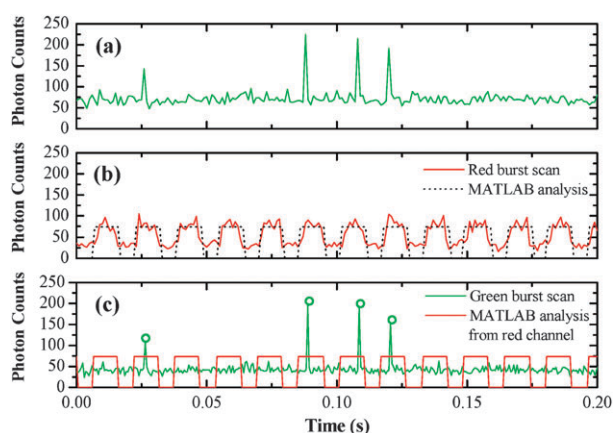 250
200
150
100
50
0
Photon Counts
(a)
250
200
150
100
50
0
Photon Counts
(b)
Red burst scan
MATLAB analysis
250
200
150
100
50
0
Photon Counts
(c)
Green burst scan
MATLAB analysis
from red channel
0.00 0.05 0.10 0.15 0.20
Time (s)